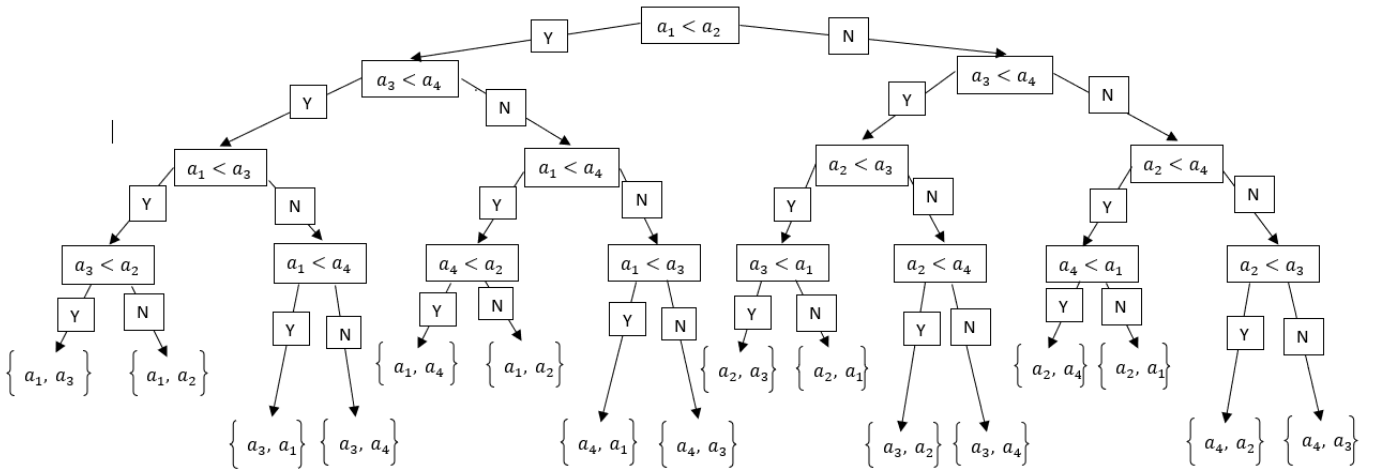 a₁ < a₂
Y N
a₃ < a₄ a₃ < a₄
Y N Y N
a₁ < a₃ a₁ < a₄ a₂ < a₃ a₂ < a₄
Y N Y N Y N Y N
a₃ < a₂ a₁ < a₄ a₄ < a₂ a₁ < a₃ a₃ < a₁ a₂ < a₄ a₄ < a₁ a₂ < a₃
Y N Y N Y N Y N Y N Y N Y N Y N
{ a₁, a₃ } { a₁, a₂ } { a₁, a₄ } { a₁, a₂ } { a₂, a₃ } { a₂, a₁ } { a₂, a₄ } { a₂, a₁ }
{ a₃, a₁ } { a₃, a₄ } { a₄, a₁ } { a₄, a₃ } { a₃, a₂ } { a₃, a₄ } { a₄, a₂ } { a₄, a₃ }